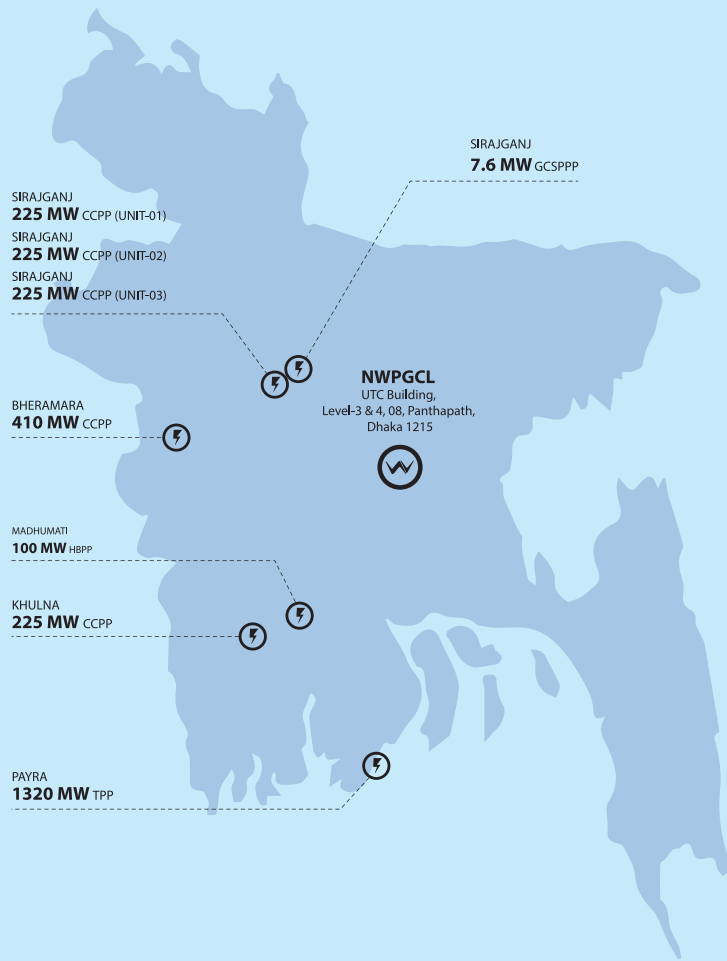 SIRAJGANJ
7.6 MW GCSPPP
SIRAJGANJ
225 MW CCPP (UNIT-01)
SIRAJGANJ
225 MW CCPP (UNIT-02)
SIRAJGANJ
225 MW CCPP (UNIT-03)
NWPGCL
UTC Building,
Level-3 & 4, 08, Panthapath,
Dhaka 1215
BHERAMARA
410 MW CCPP
MADHUMATI
100 MW HBPP
KHULNA
225 MW CCPP
PAYRA
1320 MW TPP